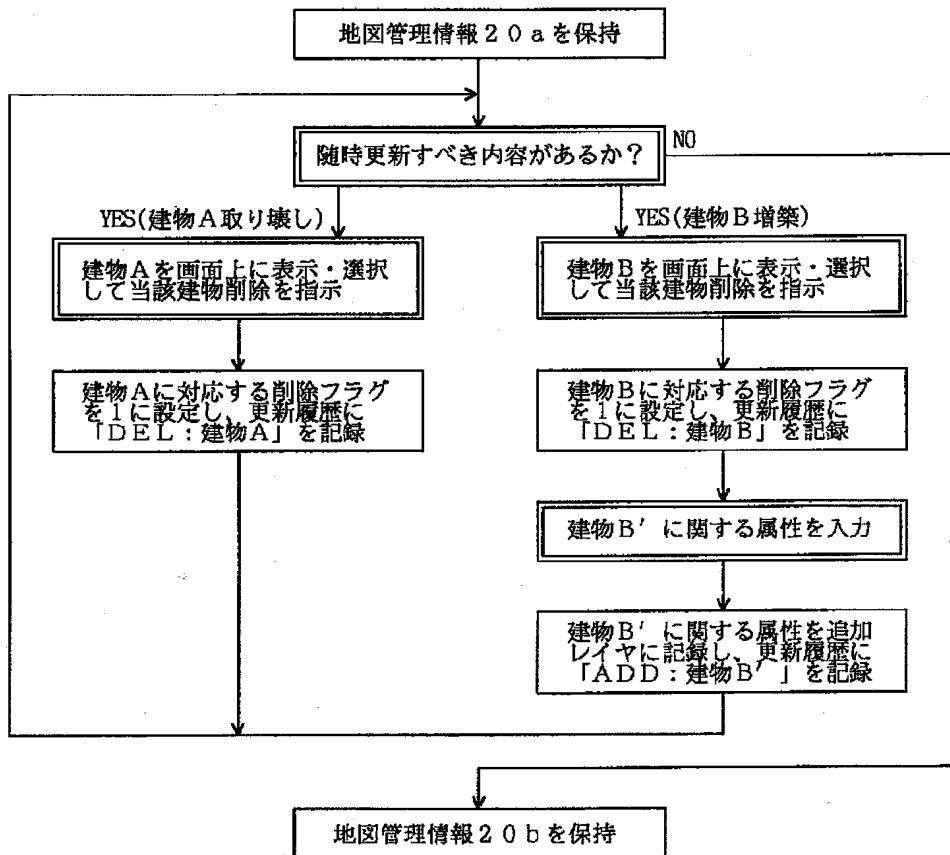 地図管理情報２０ａを保持
随時更新すべき内容があるか？
NO
YES(建物Ａ取り壊し)
YES(建物Ｂ増築)
建物Ａを画面上に表示・選択
して当該建物削除を指示
建物Ｂを画面上に表示・選択
して当該建物削除を指示
建物Ａに対応する削除フラグ
を１に設定し、更新履歴に
「ＤＥＬ：建物Ａ」を記録
建物Ｂに対応する削除フラグ
を１に設定し、更新履歴に
「ＤＥＬ：建物Ｂ」を記録
建物Ｂ′に関する属性を入力
建物Ｂ′に関する属性を追加
レイヤに記録し、更新履歴に
「ＡＤＤ：建物Ｂ′」を記録
地図管理情報２０ｂを保持